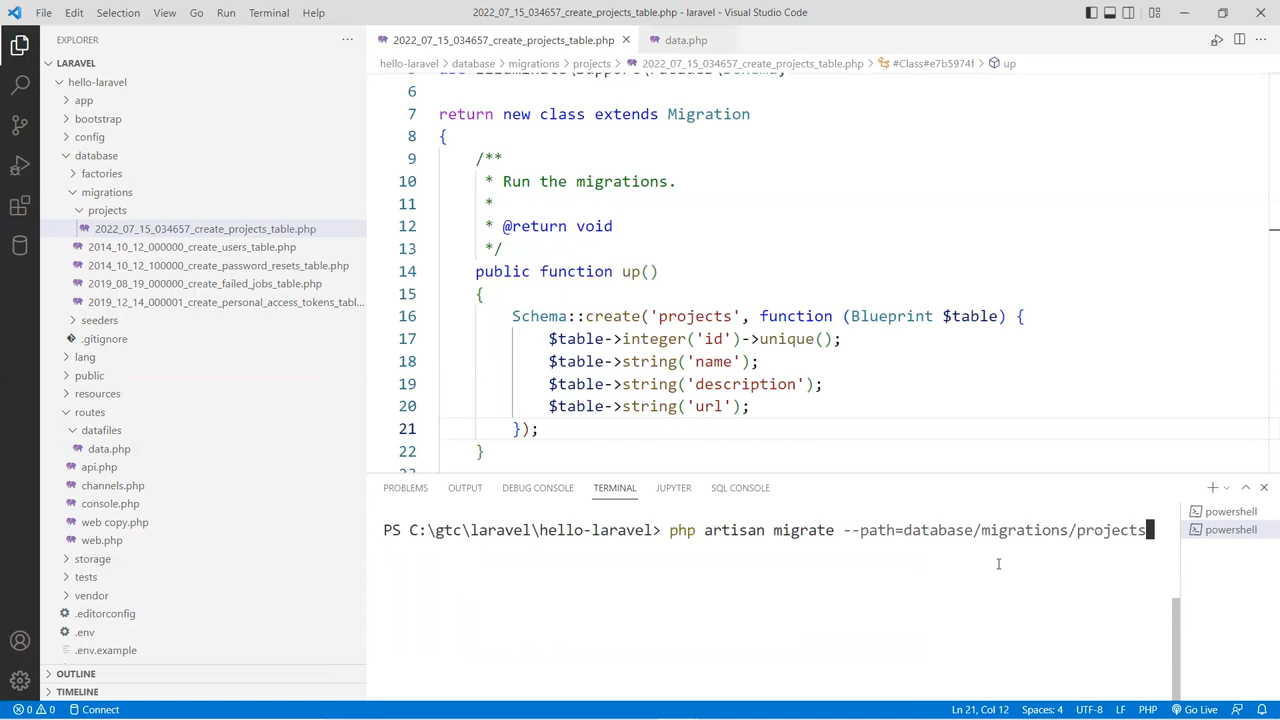 File Edit Selection View Go Run Terminal Help
2022_07_15_034657_create_projects_table.php - laravel - Visual Studio Code
EXPLORER
LARAVEL
hello-laravel
app
bootstrap
config
database
factories
migrations
projects
2022_07_15_034657_create_projects_table.php
2014_10_12_000000_create_users_table.php
2014_10_12_100000_create_password_resets_table.php
2019_08_19_000000_create_failed_jobs_table.php
2019_12_14_000001_create_personal_access_tokens_tabl...
seeders
.gitignore
lang
public
resources
routes
datafiles
data.php
api.php
channels.php
console.php
web copy.php
web.php
storage
tests
vendor
.editorconfig
.env
.env.example
OUTLINE
TIMELINE
2022_07_15_034657_create_projects_table.php
data.php
hello-laravel > database > migrations > projects > 2022_07_15_034657_create_projects_table.php > #Class#e7b5974f > up
use Illuminate\Support\Facades\Schema;
6
7 return new class extends Migration
8 {
9 /**
10 * Run the migrations.
11 *
12 * @return void
13 */
14 public function up()
15 {
16 Schema::create('projects', function (Blueprint $table) {
17 $table->integer('id')->unique();
18 $table->string('name');
19 $table->string('description');
20 $table->string('url');
21 });
22 }
23
PROBLEMS OUTPUT DEBUG CONSOLE TERMINAL JUPYTER SQL CONSOLE
PS C:\gtc\laravel\hello-laravel> php artisan migrate --path=database/migrations/projects
powershell
powershell
0 0 Connect
Ln 21, Col 12 Spaces: 4 UTF-8 LF PHP Go Live